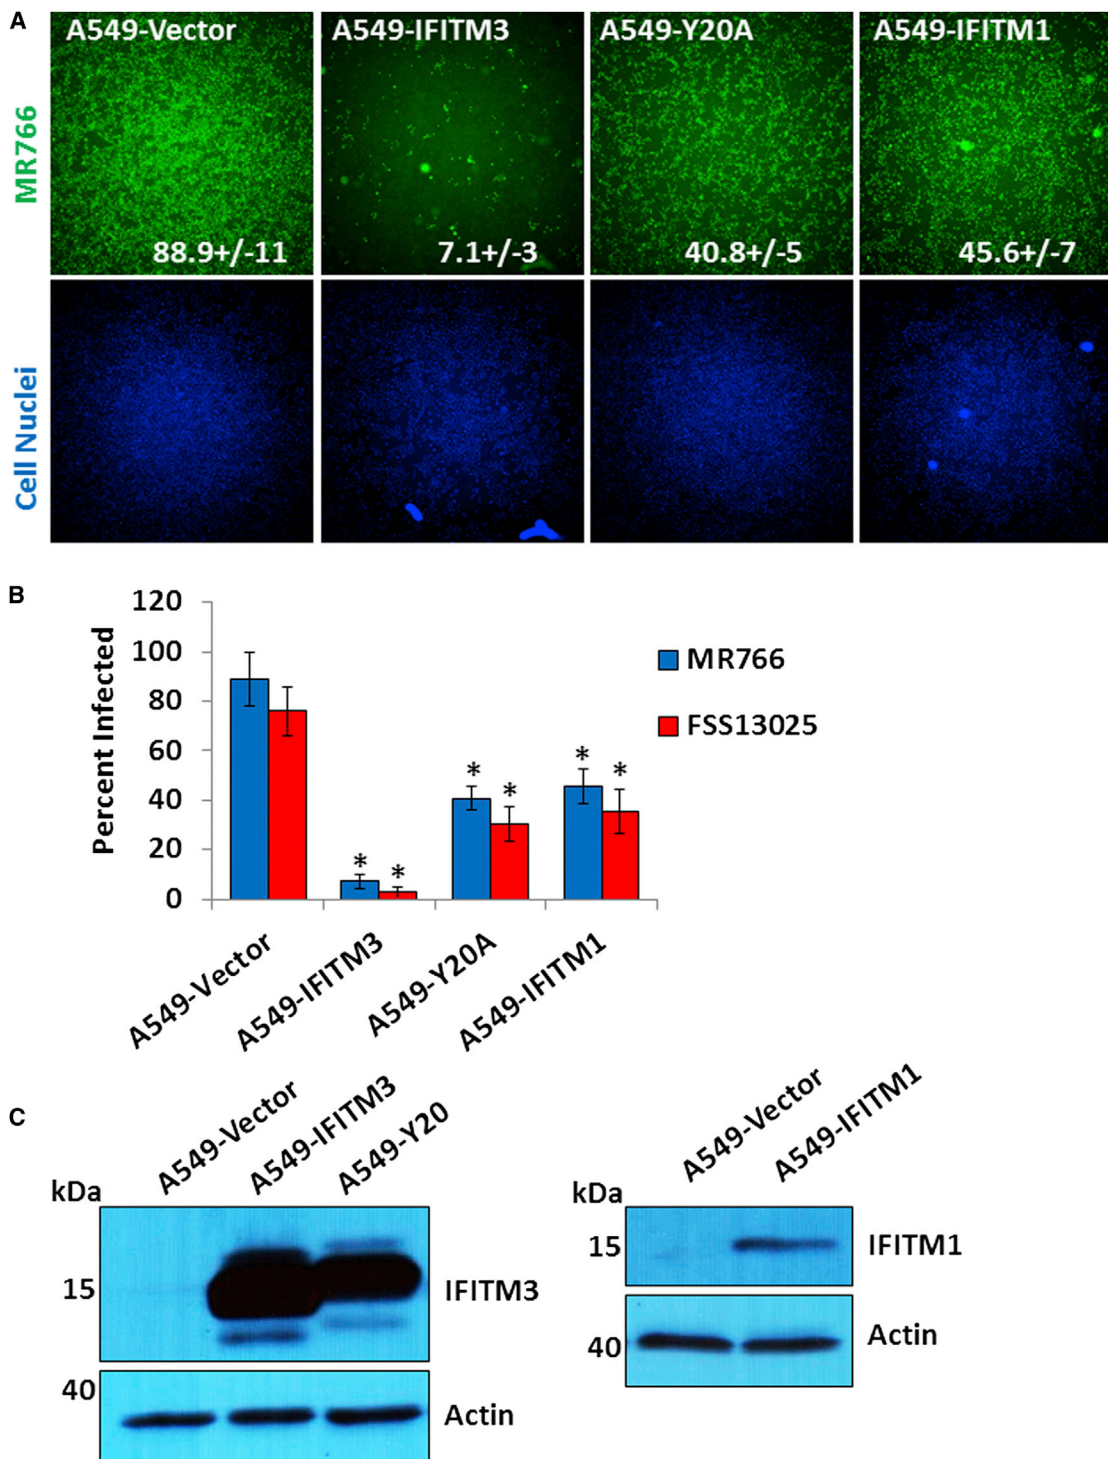 A
A549-Vector
A549-IFITM3
A549-Y20A
A549-IFITM1
MR766
88.9+/-11
7.1+/-3
40.8+/-5
45.6+/-7
Cell Nuclei
B
120
100
80
60
40
20
0
Percent Infected
MR766
FSS13025
*
*
*
*
*
*
A549-Vector
A549-IFITM3
A549-Y20A
A549-IFITM1
C
A549-Vector
A549-IFITM3
A549-Y20
kDa
15
IFITM3
40
Actin
A549-Vector
A549-IFITM1
kDa
15
IFITM1
40
Actin